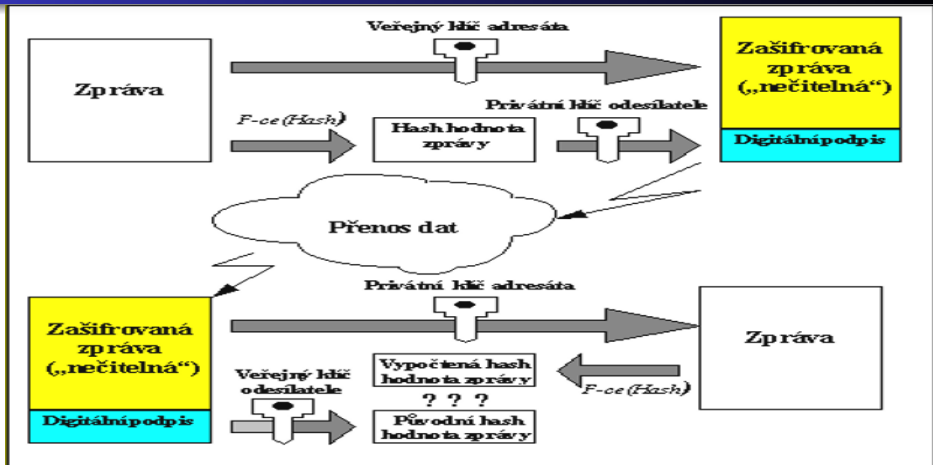 Veřejný klíč adresáta
Zpráva
Zašifrovaná
zpráva
(„nečitelná“)
Privátní klíč odesílatele
F-ce(Hash)
Hash hodnota
zprávy
Digitální podpis
Přenos dat
Privátní klíč adresáta
Zašifrovaná
zpráva
(„nečitelná“)
Zpráva
Veřejný klíč
odesílatele
Vypočtená hash
hodnota zprávy
F-ce(Hash)
? ? ?
Digitální podpis
Původní hash
hodnota zprávy